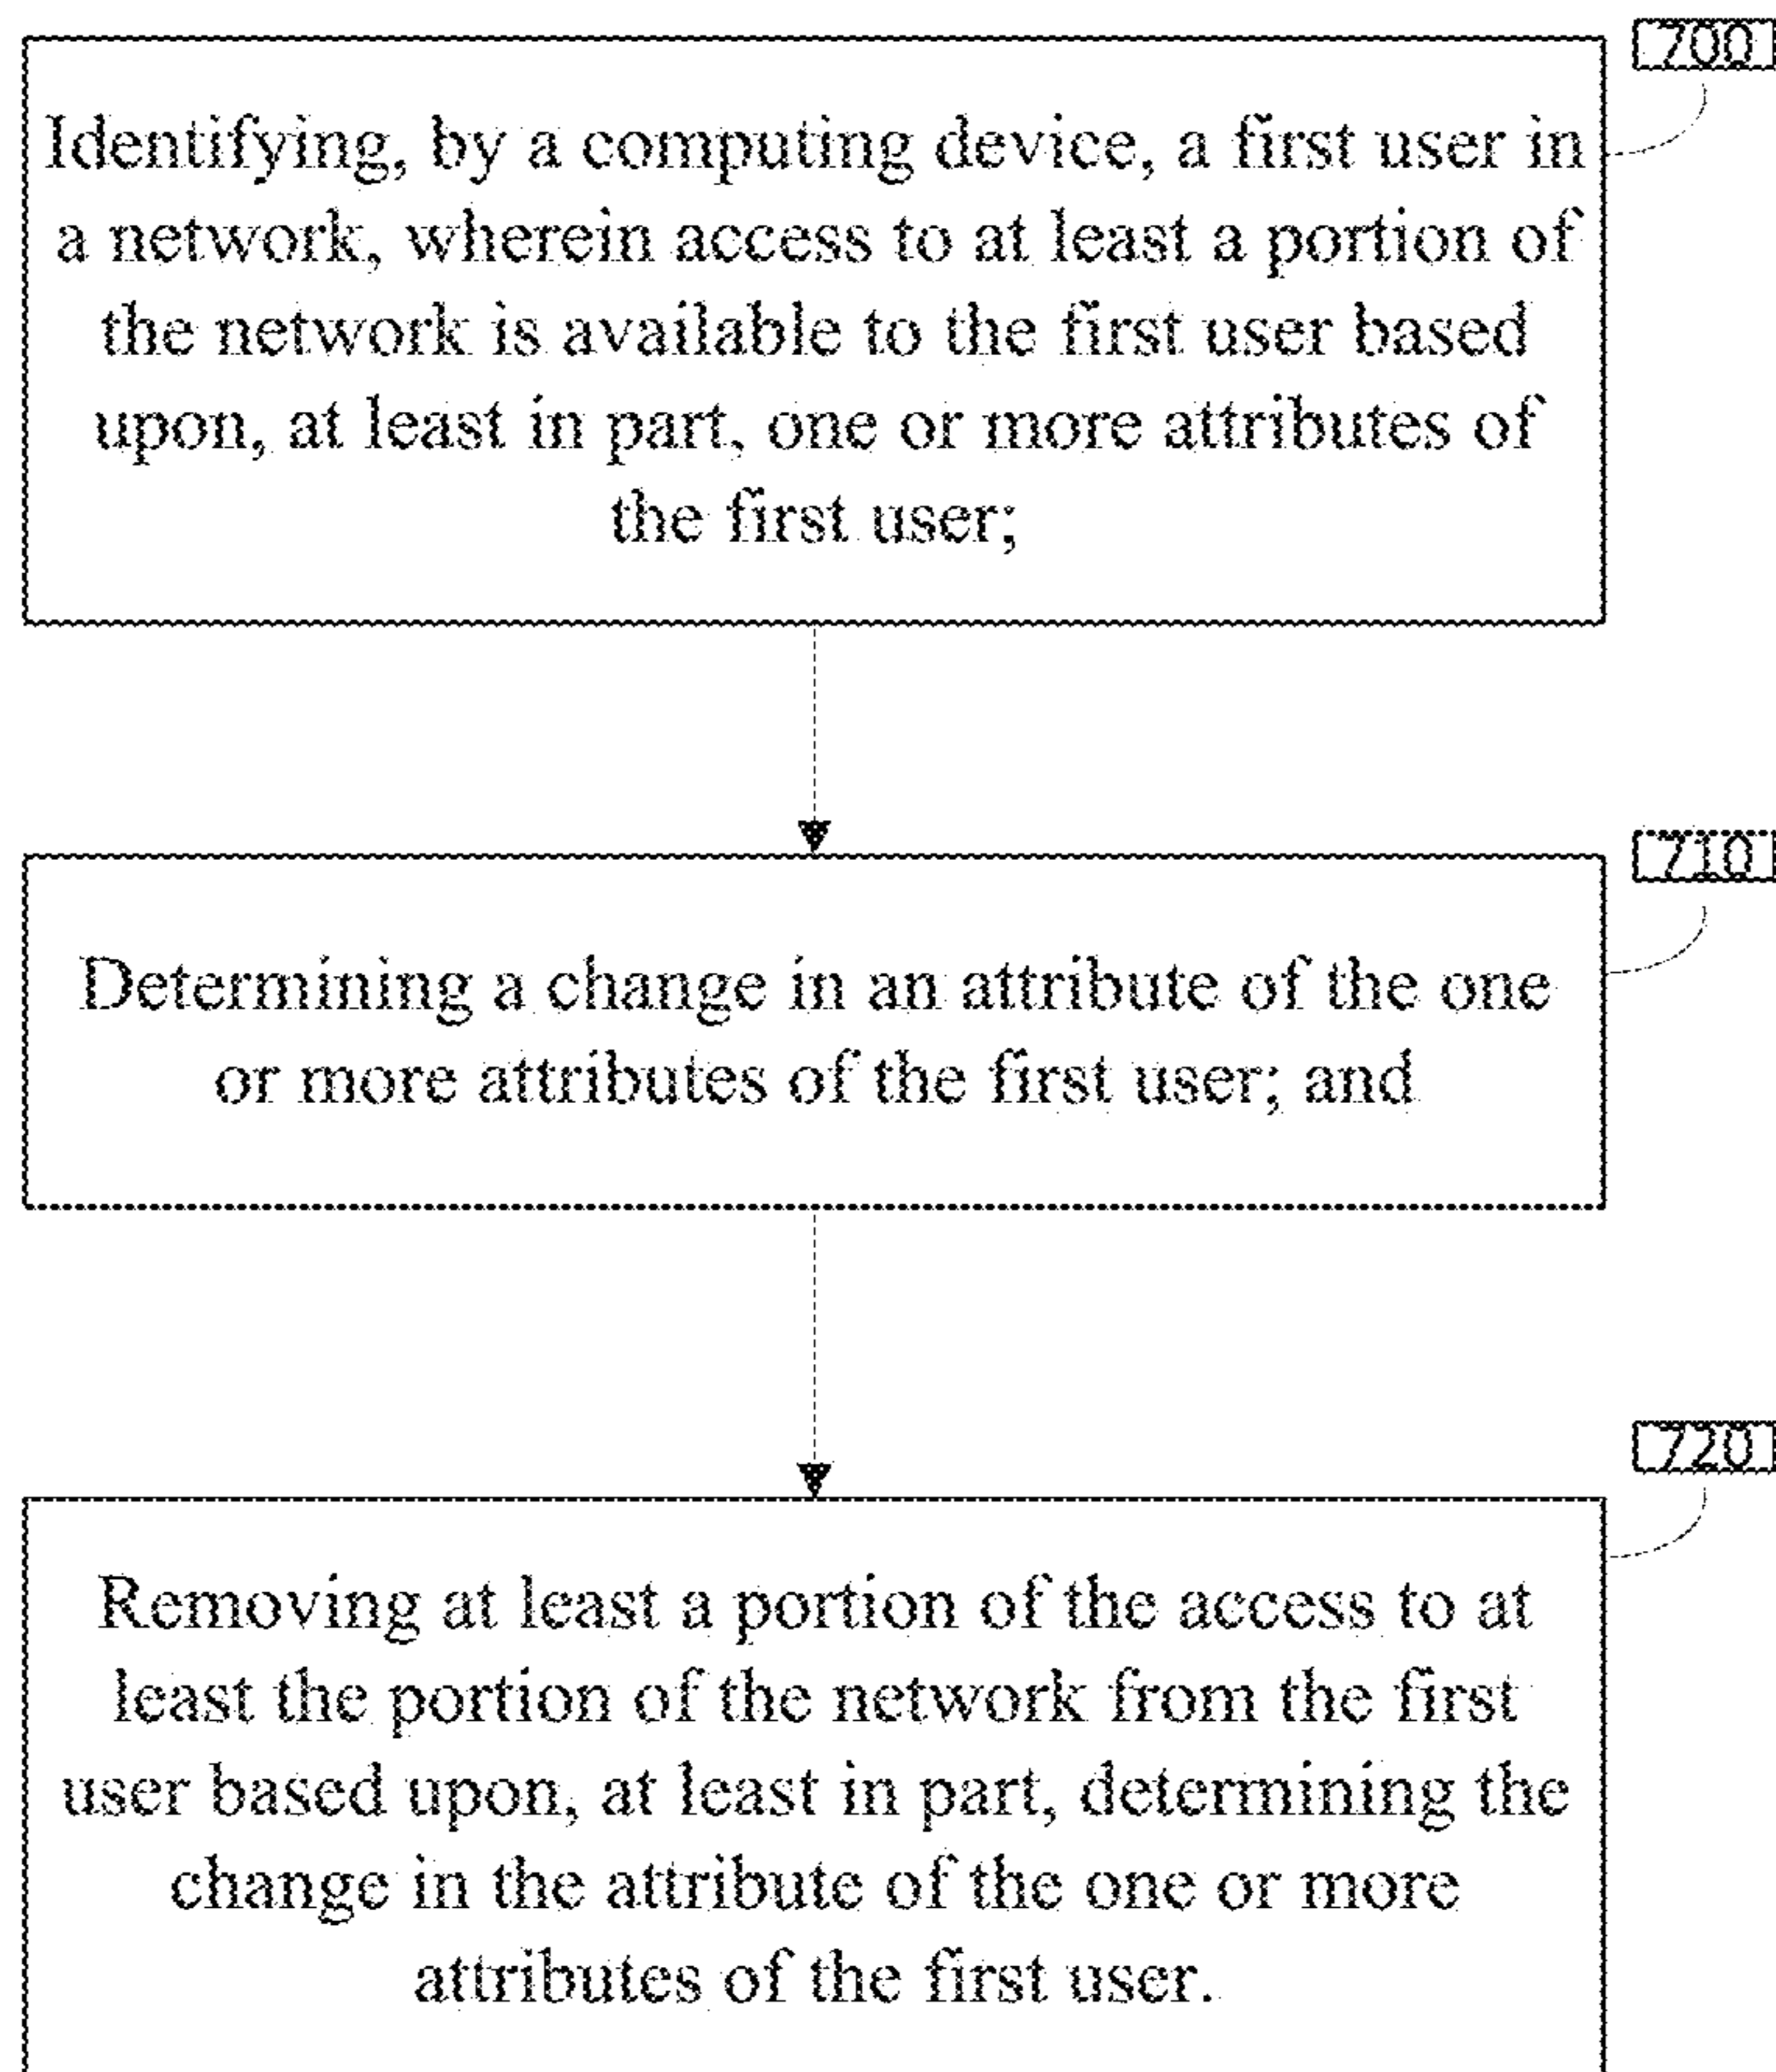 700
Identifying, by a computing device, a first user in
a network, wherein access to at least a portion of
the network is available to the first user based
upon, at least in part, one or more attributes of
the first user;
710
Determining a change in an attribute of the one
or more attributes of the first user; and
720
Removing at least a portion of the access to at
least the portion of the network from the first
user based upon, at least in part, determining the
change in the attribute of the one or more
attributes of the first user.